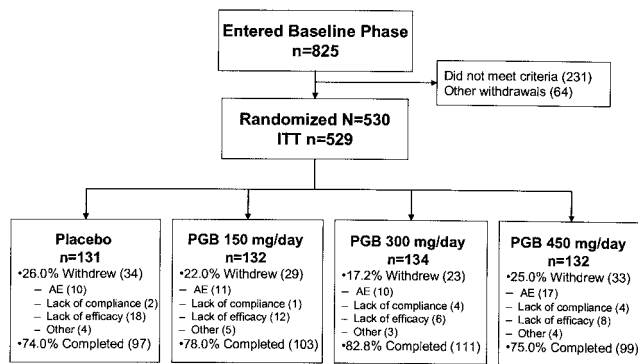 Entered Baseline Phase
n=825
Did not meet criteria (231)
Other withdrawals (64)
Randomized N=530
ITT n=529
Placebo
n=131
•26.0% Withdrew (34)
– AE (10)
– Lack of compliance (2)
– Lack of efficacy (18)
– Other (4)
•74.0% Completed (97)
PGB 150 mg/day
n=132
•22.0% Withdrew (29)
– AE (11)
– Lack of compliance (1)
– Lack of efficacy (12)
– Other (5)
•78.0% Completed (103)
PGB 300 mg/day
n=134
•17.2% Withdrew (23)
– AE (10)
– Lack of compliance (4)
– Lack of efficacy (6)
– Other (3)
•82.8% Completed (111)
PGB 450 mg/day
n=132
•25.0% Withdrew (33)
– AE (17)
– Lack of compliance (4)
– Lack of efficacy (8)
– Other (4)
•75.0% Completed (99)